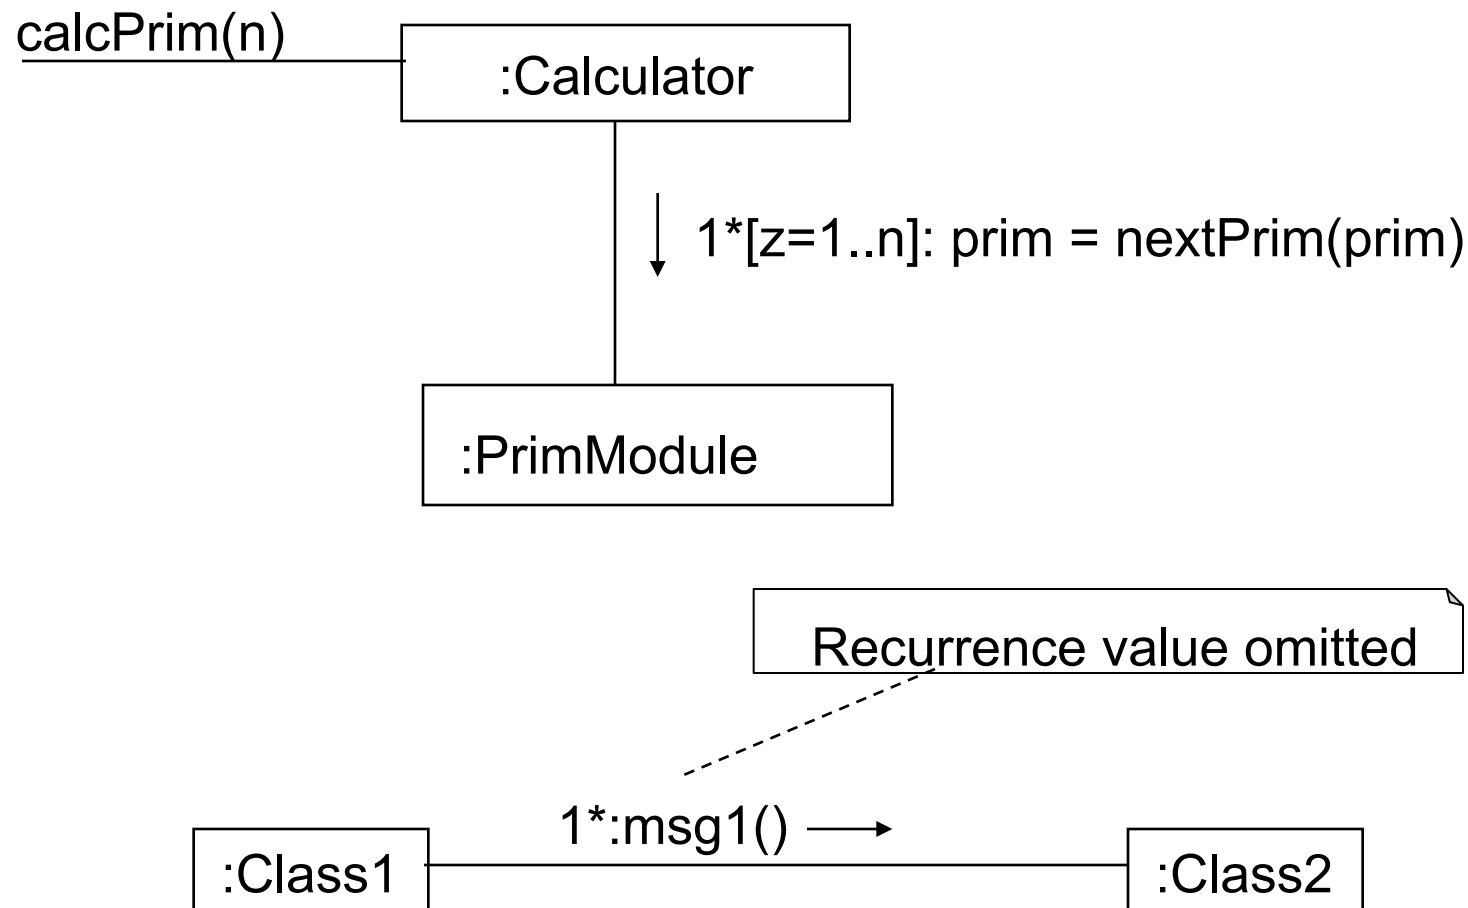 calcPrim(n)
:Calculator
1*[z=1..n]: prim = nextPrim(prim)
:PrimModule
Recurrence value omitted
1*:msg1()
:Class1
:Class2